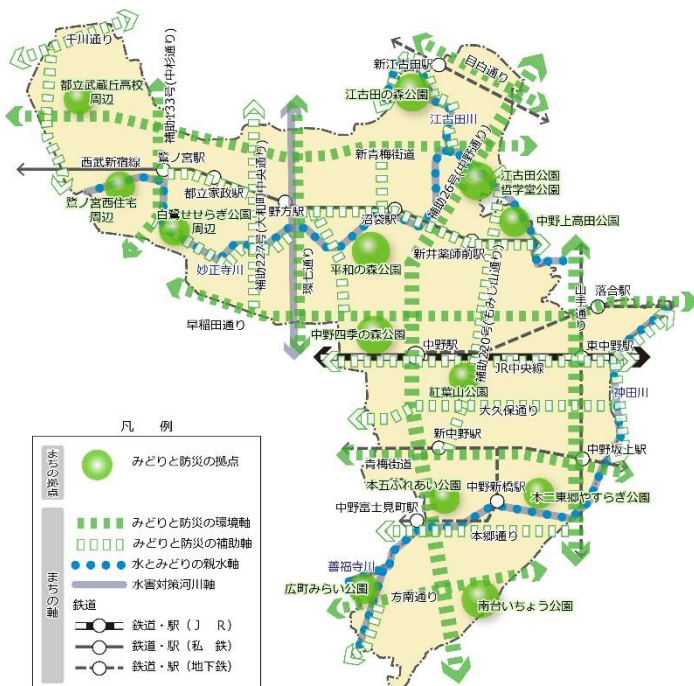 千川通り
都立武蔵丘高校
周辺
補助133号(中杉通り)
新江古田駅
目白通り
江古田の森公園
江古田川
新青梅街道
補助26号(中野通り)
西武新宿線
鷺ノ宮駅
都立家政駅
江古田公園
哲学堂公園
鷺ノ宮西住宅
周辺
白鷺せせらぎ公園
周辺
補助227号(大和町中央通り)
野方駅
沼袋駅
中野上高田公園
妙正寺川
環七通り
平和の森公園
新井薬師前駅
早稲田通り
補助220号(もみじ山通り)
山手通り
落合駅
中野四季の森公園
中野駅
東中野駅
JR中央線
紅葉山公園
神田川
大久保通り
新中野駅
青梅街道
中野坂上駅
本五ふれあい公園
中野新橋駅
本二東郷やすらぎ公園
中野富士見町駅
本郷通り
善福寺川
広町みらい公園
方南通り
南台いちょう公園
凡 例
まちの拠点
みどりと防災の拠点
まちの軸
みどりと防災の環境軸
みどりと防災の補助軸
水とみどりの親水軸
水害対策河川軸
鉄道
鉄道・駅(J R)
鉄道・駅(私 鉄)
鉄道・駅(地下鉄)